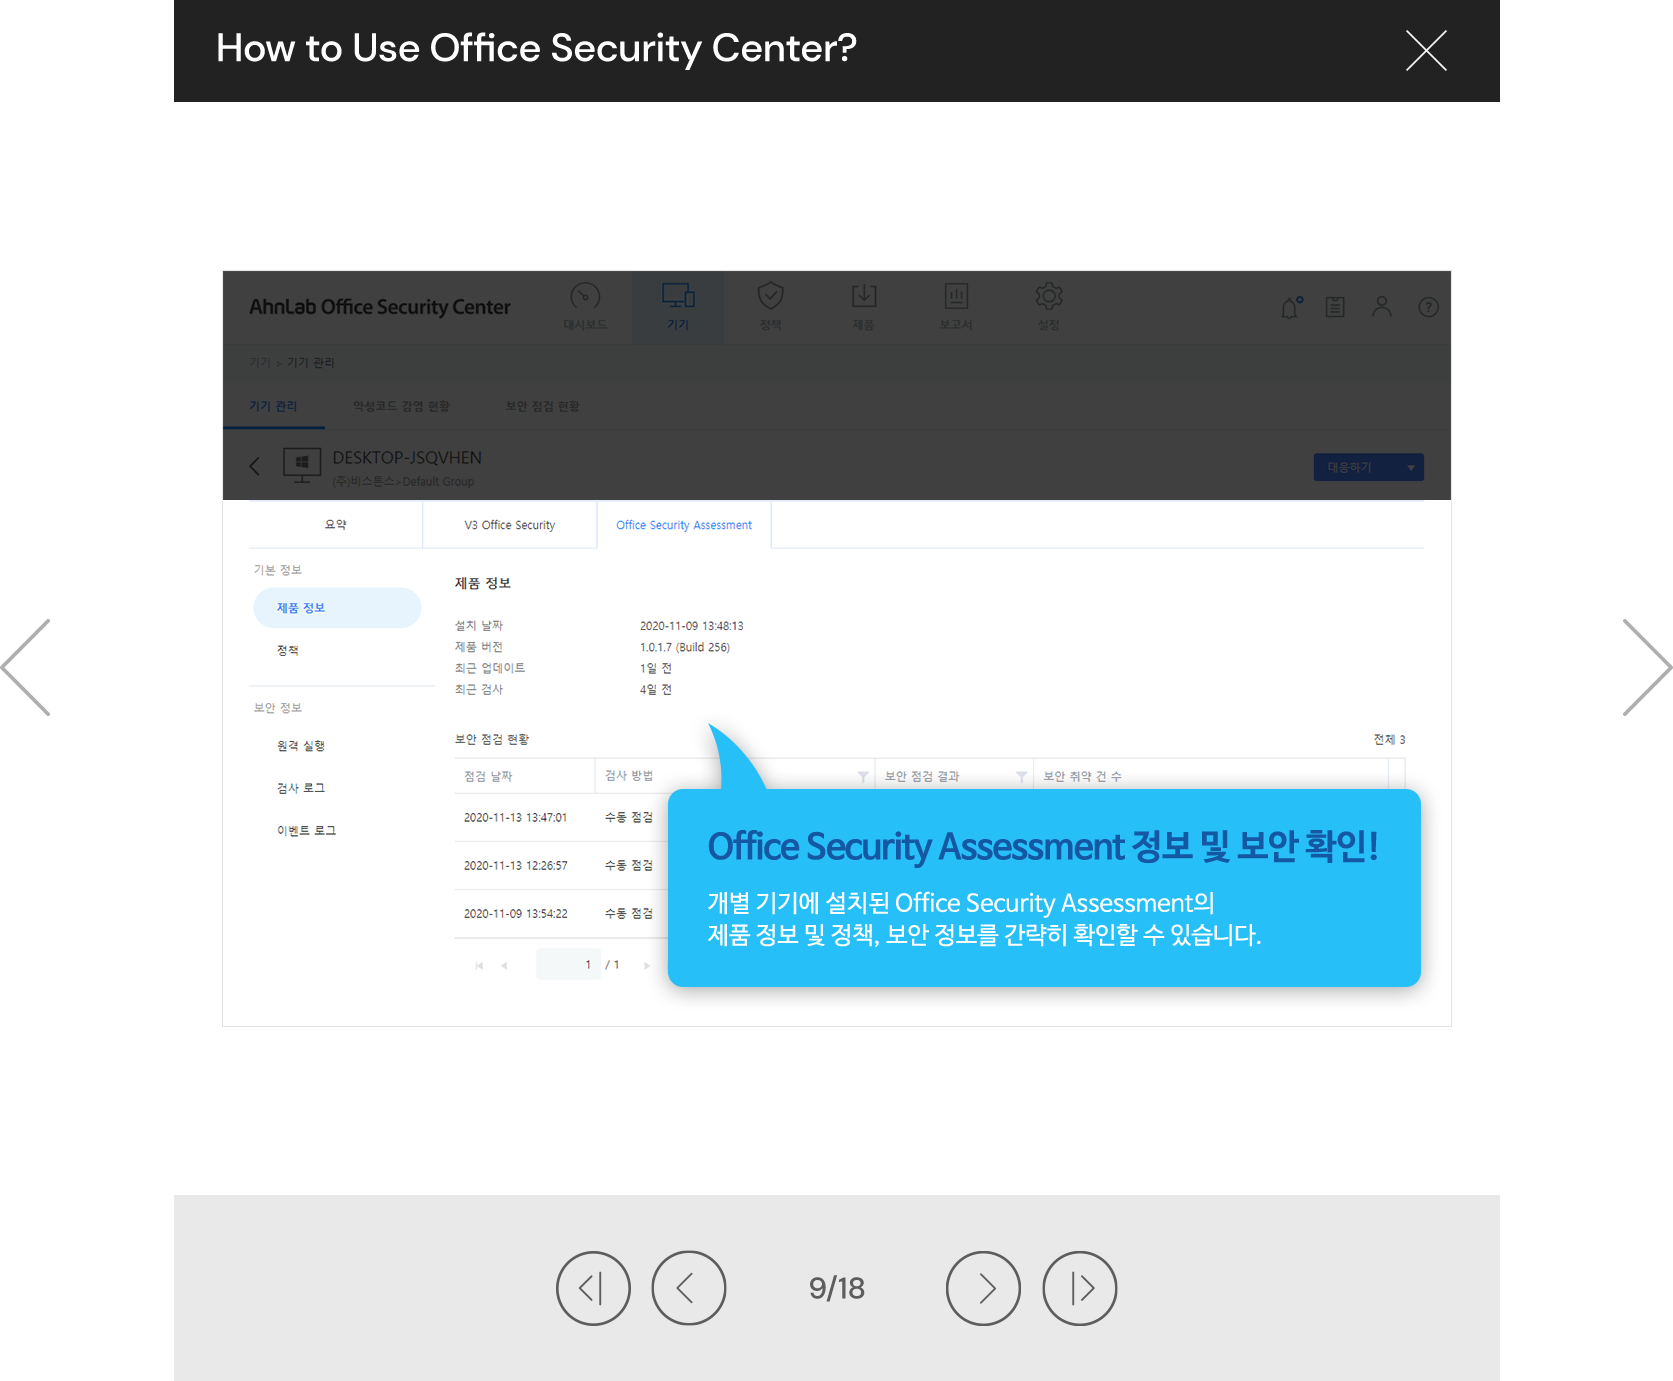 How to Use Office Security Center?
AhnLab Office Security Center
대시보드
기기
정책
제품
보고서
설정
기기 > 기기 관리
기기 관리
악성코드 감염 현황
보안 점검 현황
DESKTOP-JSQVHEN
(주)비스톤스>Default Group
대응하기
요약
V3 Office Security
Office Security Assessment
기본 정보
제품 정보
정책
보안 정보
원격 실행
검사 로그
이벤트 로그
제품 정보
설치 날짜 2020-11-09 13:48:13
제품 버전 1.0.1.7 (Build 256)
최근 업데이트 1일 전
최근 검사 4일 전
보안 점검 현황 전체 3
점검 날짜 검사 방법 보안 점검 결과 보안 취약 건 수
2020-11-13 13:47:01 수동 점검
2020-11-13 12:26:57 수동 점검
2020-11-09 13:54:22 수동 점검
1 / 1
Office Security Assessment 정보 및 보안 확인!
개별 기기에 설치된 Office Security Assessment의
제품 정보 및 정책, 보안 정보를 간략히 확인할 수 있습니다.
9/18